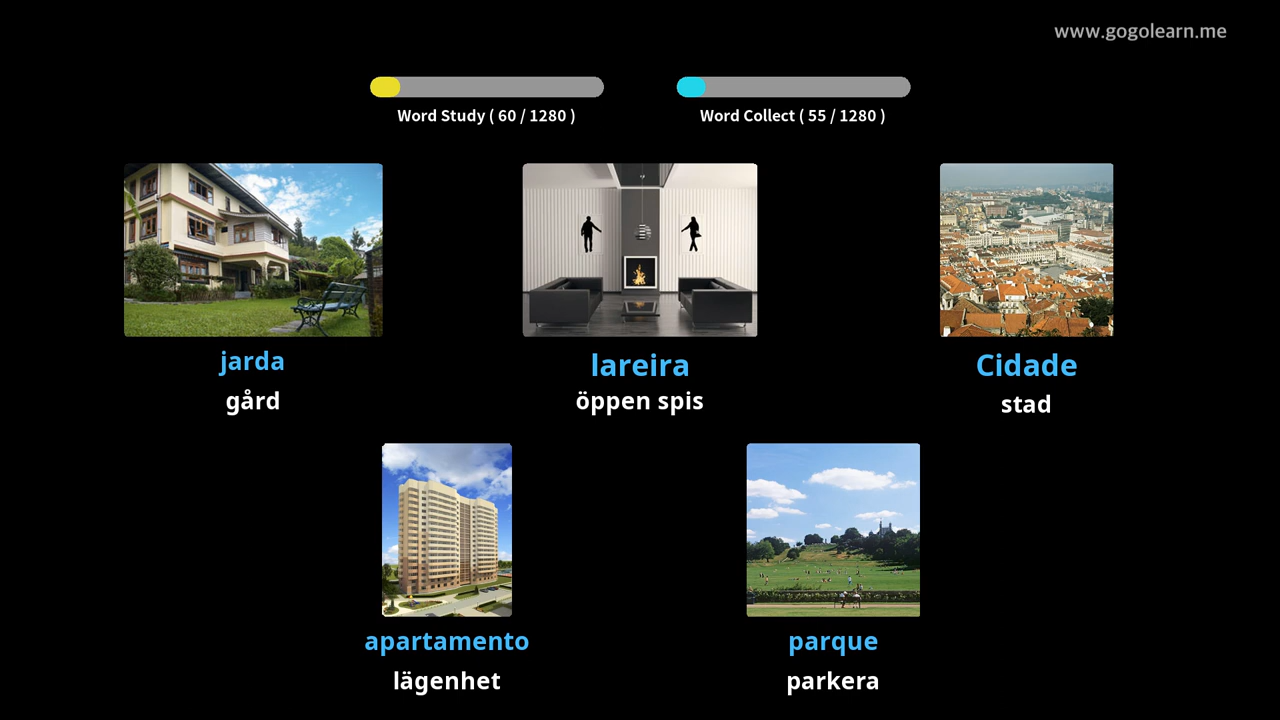 www.gogolearn.me
Word Study ( 60 / 1280 )
Word Collect ( 55 / 1280 )
jarda
gård
lareira
öppen spis
Cidade
stad
apartamento
lägenhet
parque
parkera